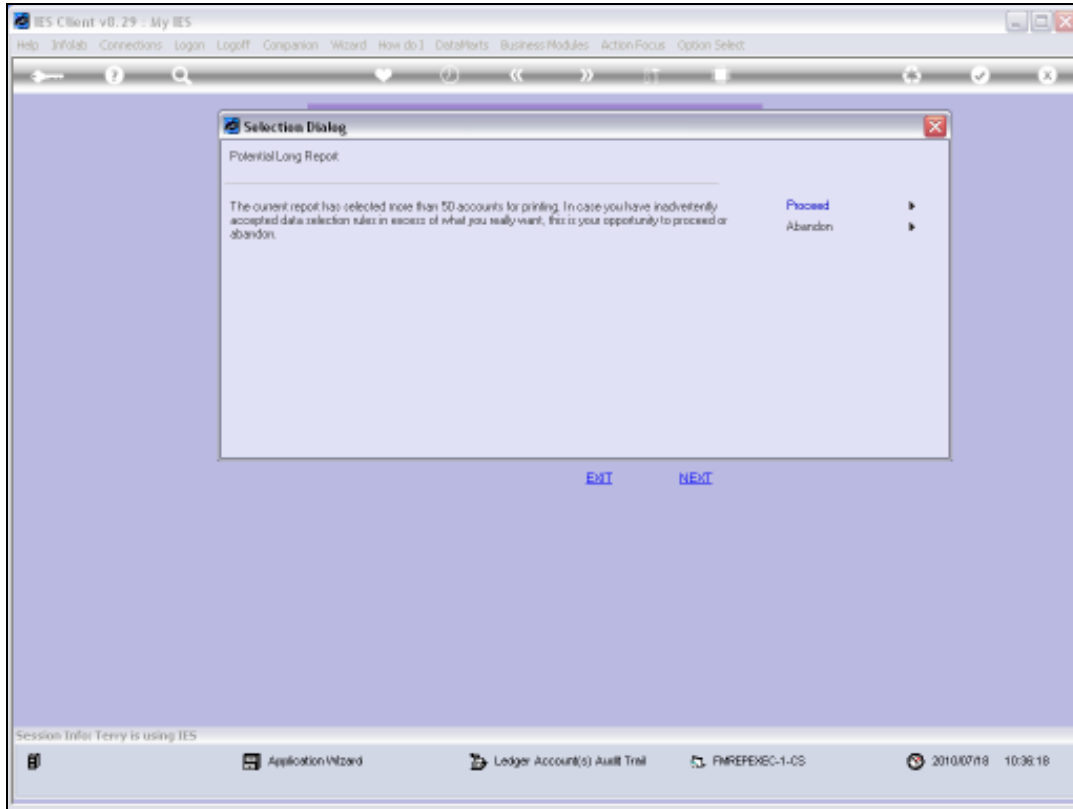 IES Client v8.29 : My IES
Help Infolab Connections Logon Logoff Companion Wizard How do I DataMarts Business Modules Action Focus Option Select
Selection Dialog
Potential Long Report
The current report has selected more than 50 accounts for printing. In case you have inadvertently
accepted data selection rules in excess of what you really want, this is your opportunity to proceed or
abandon.
Proceed
Abandon
EXIT NEXT
Session Info: Terry is using IES
Application Wizard Ledger Account(s) Audit Trail FMREPEXEC-1-CS 2010/07/18 10:36:18